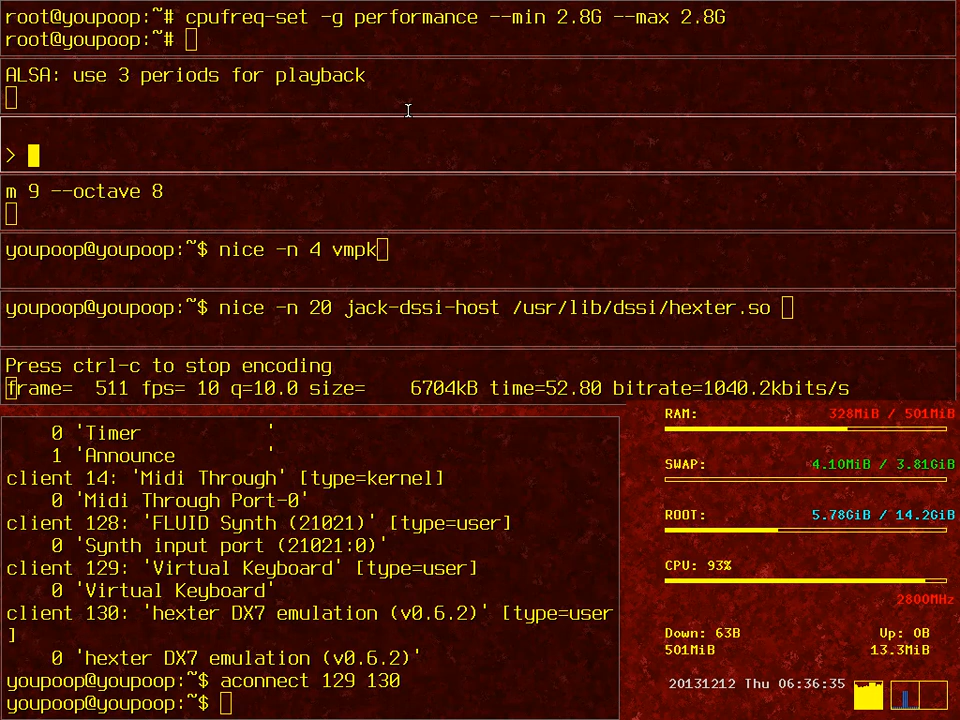 root@youpoop:~# cpufreq-set -g performance --min 2.8G --max 2.8G
root@youpoop:~#
ALSA: use 3 periods for playback
>
m 9 --octave 8
youpoop@youpoop:~$ nice -n 4 vmpk
youpoop@youpoop:~$ nice -n 20 jack-dssi-host /usr/lib/dssi/hexter.so
Press ctrl-c to stop encoding
frame=  511 fps= 10 q=10.0 size=    6704kB time=52.80 bitrate=1040.2kbits/s
    0 'Timer           '
    1 'Announce        '
client 14: 'Midi Through' [type=kernel]
    0 'Midi Through Port-0'
client 128: 'FLUID Synth (21021)' [type=user]
    0 'Synth input port (21021:0)'
client 129: 'Virtual Keyboard' [type=user]
    0 'Virtual Keyboard'
client 130: 'hexter DX7 emulation (v0.6.2)' [type=user
]
    0 'hexter DX7 emulation (v0.6.2)'
youpoop@youpoop:~$ aconnect 129 130
youpoop@youpoop:~$
RAM: 328MiB / 501MiB
SWAP: 4.10MiB / 3.81GiB
ROOT: 5.78GiB / 14.2GiB
CPU: 93%
2800MHz
Down: 63B Up: 0B
501MiB 13.3MiB
20131212 Thu 06:36:35